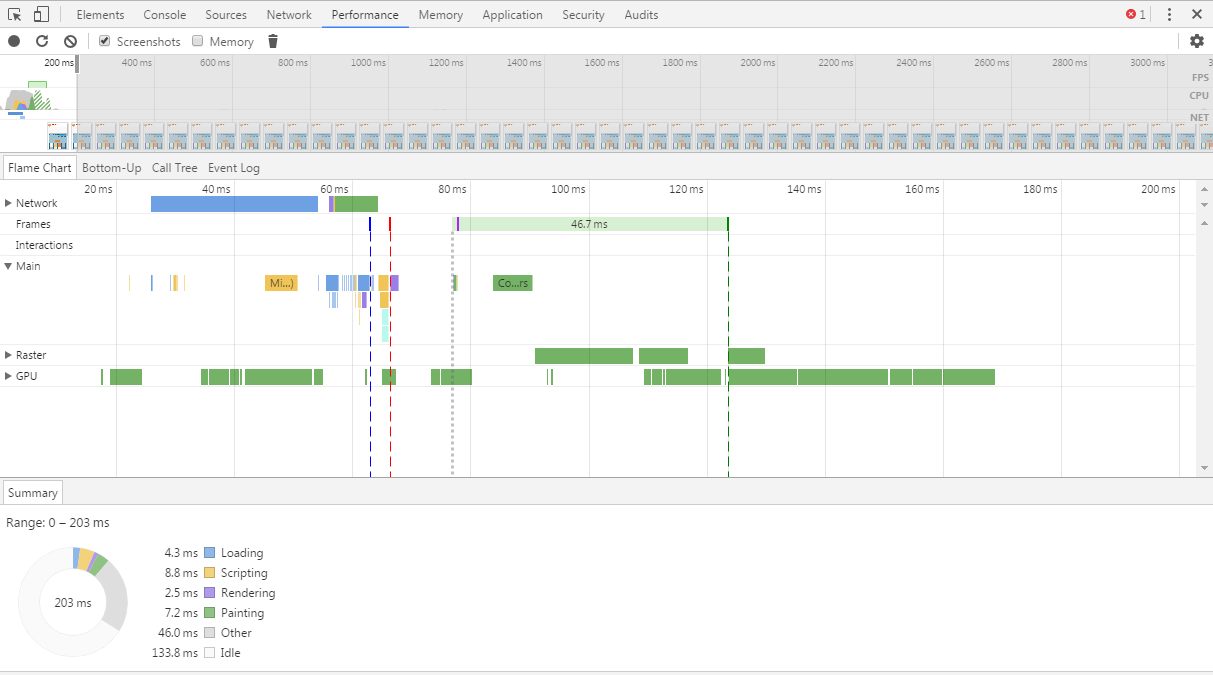 Elements Console Sources Network Performance Memory Application Security Audits 1
Screenshots Memory
200 ms 400 ms 600 ms 800 ms 1000 ms 1200 ms 1400 ms 1600 ms 1800 ms 2000 ms 2200 ms 2400 ms 2600 ms 2800 ms 3000 ms 3
FPS
CPU
NET
Flame Chart Bottom-Up Call Tree Event Log
20 ms 40 ms 60 ms 80 ms 100 ms 120 ms 140 ms 160 ms 180 ms 200 ms
Network
Frames 46.7 ms
Interactions
Main
Mi...) Co...rs
Raster
GPU
Summary
Range: 0 – 203 ms
4.3 ms Loading
8.8 ms Scripting
2.5 ms Rendering
203 ms 7.2 ms Painting
46.0 ms Other
133.8 ms Idle